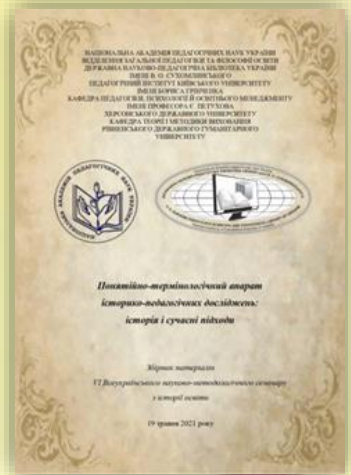 НАЦІОНАЛЬНА АКАДЕМІЯ ПЕДАГОГІЧНИХ НАУК УКРАЇНИ
ВІДДІЛЕННЯ ЗАГАЛЬНОЇ ПЕДАГОГІКИ ТА ФІЛОСОФІЇ ОСВІТИ
ДЕРЖАВНА НАУКОВО-ПЕДАГОГІЧНА БІБЛІОТЕКА УКРАЇНИ
ІМЕНІ В. О. СУХОМЛИНСЬКОГО
ПЕДАГОГІЧНИЙ ІНСТИТУТ КИЇВСЬКОГО УНІВЕРСИТЕТУ
ІМЕНІ БОРИСА ГРІНЧЕНКА
КАФЕДРА ПЕДАГОГІКИ, ПСИХОЛОГІЇ Й ОСВІТНЬОГО МЕНЕДЖМЕНТУ
ІМЕНІ ПРОФЕСОРА Є. ПЕТУХОВА
ХЕРСОНСЬКОГО ДЕРЖАВНОГО УНІВЕРСИТЕТУ
КАФЕДРА ТЕОРІЇ І МЕТОДИКИ ВИХОВАННЯ
РІВНЕНСЬКОГО ДЕРЖАВНОГО ГУМАНІТАРНОГО
УНІВЕРСИТЕТУ
Понятійно-термінологічний апарат
історико-педагогічних досліджень:
історія і сучасні підходи
Збірник матеріалів
VI Всеукраїнського науково-методологічного семінару
з історії освіти
19 травня 2021 року